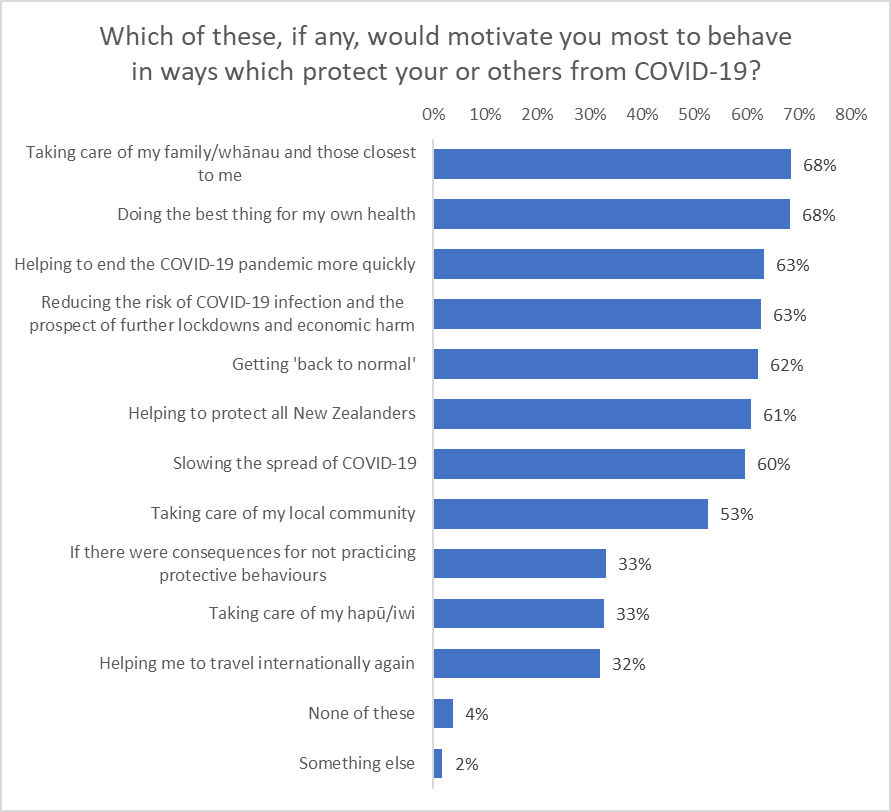 Which of these, if any, would motivate you most to behave
in ways which protect your or others from COVID-19?
0% 10% 20% 30% 40% 50% 60% 70% 80%
Taking care of my family/whānau and those closest
to me
68%
Doing the best thing for my own health
68%
Helping to end the COVID-19 pandemic more quickly
63%
Reducing the risk of COVID-19 infection and the
prospect of further lockdowns and economic harm
63%
Getting 'back to normal'
62%
Helping to protect all New Zealanders
61%
Slowing the spread of COVID-19
60%
Taking care of my local community
53%
If there were consequences for not practicing
protective behaviours
33%
Taking care of my hapū/iwi
33%
Helping me to travel internationally again
32%
None of these
4%
Something else
2%